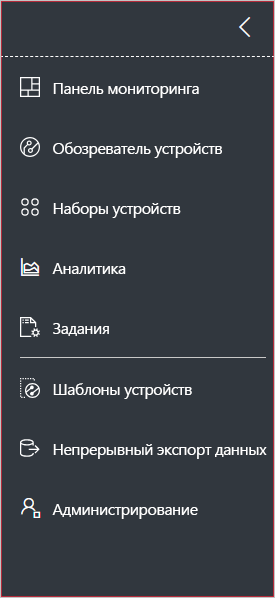 Панель мониторинга
Обозреватель устройств
Наборы устройств
Аналитика
Задания
Шаблоны устройств
Непрерывный экспорт данных
Администрирование